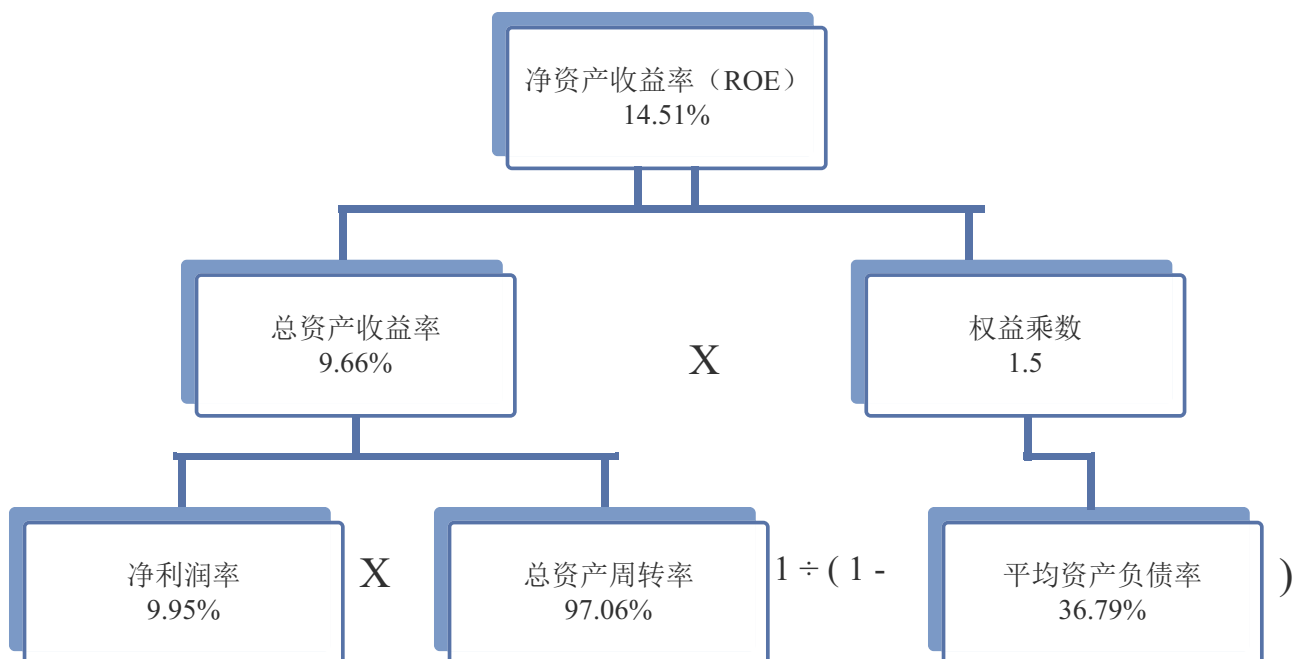 净资产收益率（ROE）
14.51%
总资产收益率
9.66%
X
权益乘数
1.5
净利润率
9.95%
X
总资产周转率
97.06%
1 ÷ ( 1 -
平均资产负债率
36.79%
)